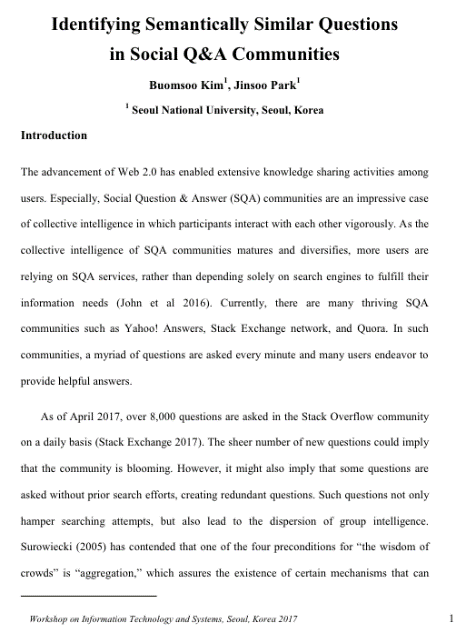 Identifying Semantically Similar Questions
in Social Q&A Communities
Buomsoo Kim1, Jinsoo Park1
1 Seoul National University, Seoul, Korea
Introduction
The advancement of Web 2.0 has enabled extensive knowledge sharing activities among
users. Especially, Social Question & Answer (SQA) communities are an impressive case
of collective intelligence in which participants interact with each other vigorously. As the
collective intelligence of SQA communities matures and diversifies, more users are
relying on SQA services, rather than depending solely on search engines to fulfill their
information needs (John et al 2016). Currently, there are many thriving SQA
communities such as Yahoo! Answers, Stack Exchange network, and Quora. In such
communities, a myriad of questions are asked every minute and many users endeavor to
provide helpful answers.
As of April 2017, over 8,000 questions are asked in the Stack Overflow community
on a daily basis (Stack Exchange 2017). The sheer number of new questions could imply
that the community is blooming. However, it might also imply that some questions are
asked without prior search efforts, creating redundant questions. Such questions not only
hamper searching attempts, but also lead to the dispersion of group intelligence.
Surowiecki (2005) has contended that one of the four preconditions for “the wisdom of
crowds” is “aggregation,” which assures the existence of certain mechanisms that can
Workshop on Information Technology and Systems, Seoul, Korea 2017 1